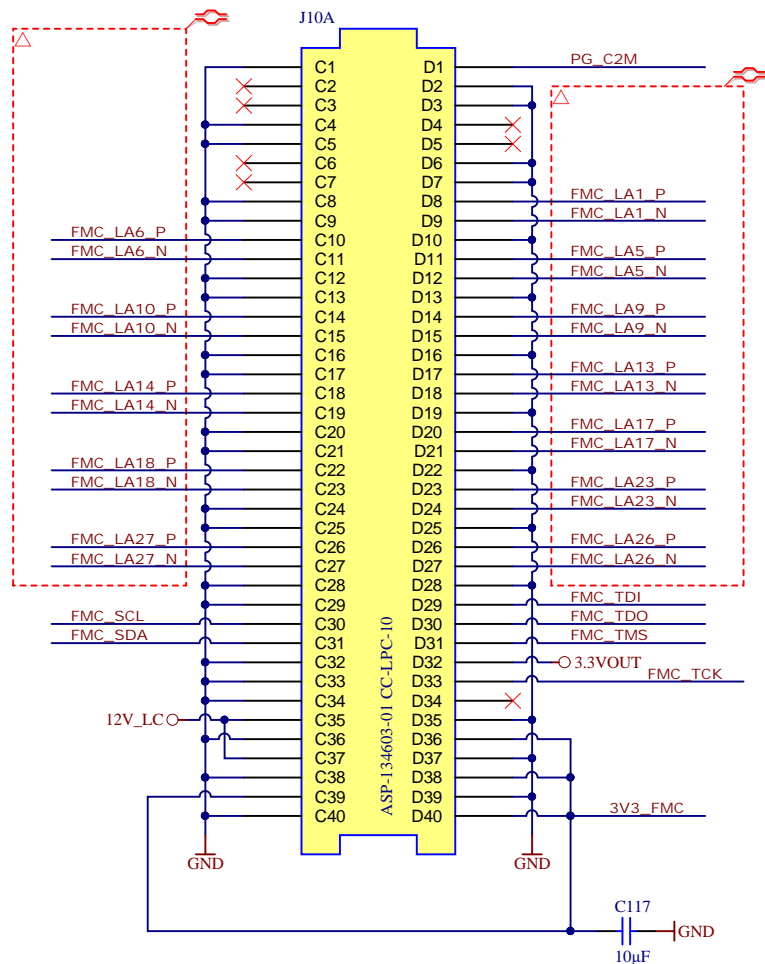 J10A
C1 D1 PG_C2M
C2 D2
C3 D3
C4 D4
C5 D5
C6 D6
C7 D7
C8 D8 FMC_LA1_P
C9 D9 FMC_LA1_N
FMC_LA6_P C10 D10
FMC_LA6_N C11 D11 FMC_LA5_P
C12 D12 FMC_LA5_N
C13 D13
FMC_LA10_P C14 D14 FMC_LA9_P
FMC_LA10_N C15 D15 FMC_LA9_N
C16 D16
C17 D17 FMC_LA13_P
FMC_LA14_P C18 D18 FMC_LA13_N
FMC_LA14_N C19 D19
C20 D20 FMC_LA17_P
C21 D21 FMC_LA17_N
FMC_LA18_P C22 D22
FMC_LA18_N C23 D23 FMC_LA23_P
C24 D24 FMC_LA23_N
C25 D25
FMC_LA27_P C26 D26 FMC_LA26_P
FMC_LA27_N C27 D27 FMC_LA26_N
C28 D28
C29 D29 FMC_TDI
FMC_SCL C30 D30 FMC_TDO
FMC_SDA C31 D31 FMC_TMS
C32 D32 3.3VOUT
C33 D33 FMC_TCK
C34 D34
12V_LC C35 D35
C36 D36
C37 D37
C38 D38
C39 D39
C40 D40 3V3_FMC
ASP-134603-01 CC-LPC-10
GND GND
C117
GND
10µF